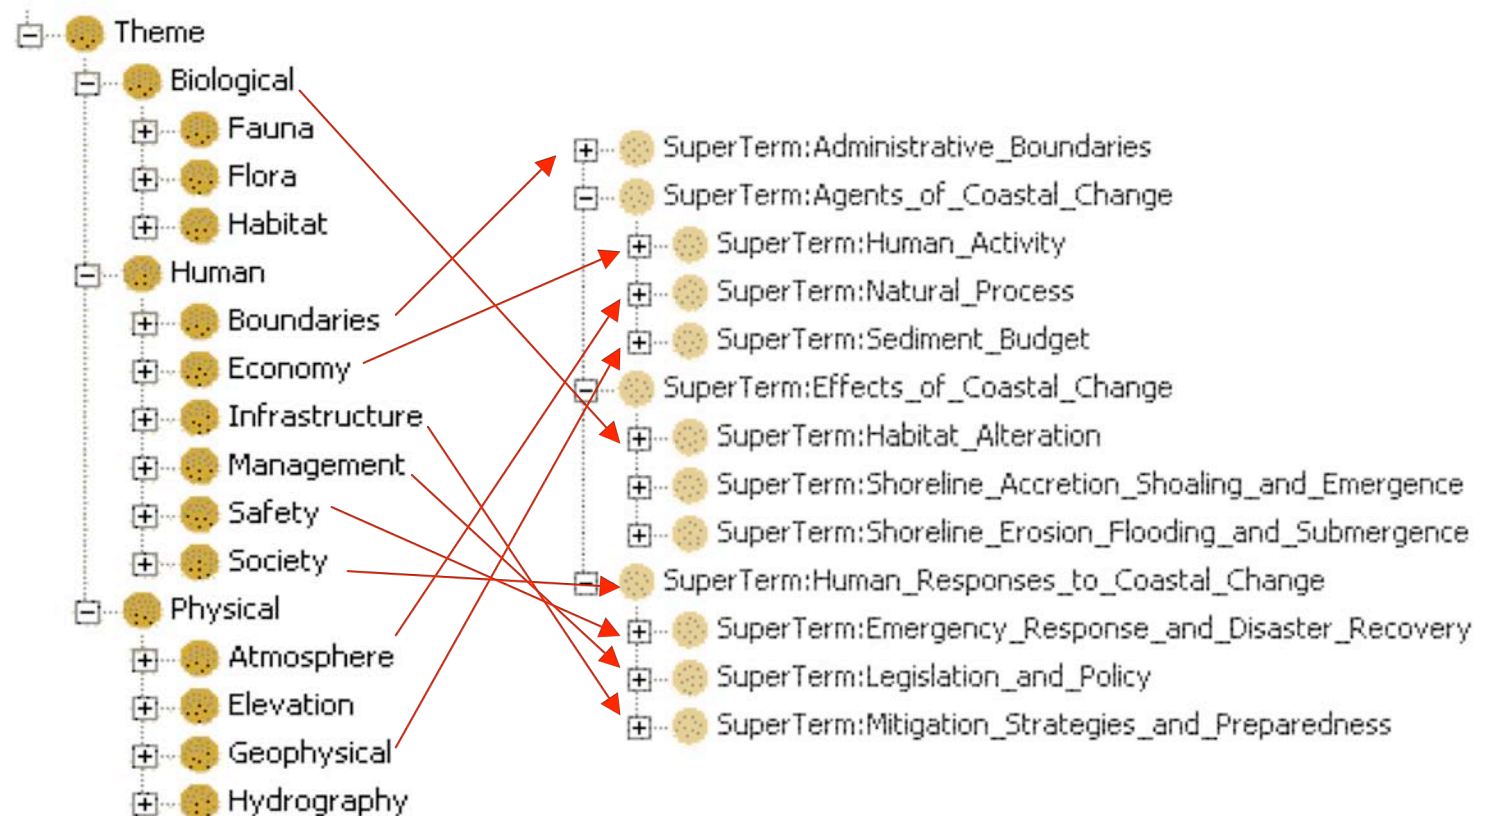 Theme
Biological
Fauna
Flora
Habitat
Human
Boundaries
Economy
Infrastructure
Management
Safety
Society
Physical
Atmosphere
Elevation
Geophysical
Hydrography
SuperTerm:Administrative_Boundaries
SuperTerm:Agents_of_Coastal_Change
SuperTerm:Human_Activity
SuperTerm:Natural_Process
SuperTerm:Sediment_Budget
SuperTerm:Effects_of_Coastal_Change
SuperTerm:Habitat_Alteration
SuperTerm:Shoreline_Accretion_Shoaling_and_Emergence
SuperTerm:Shoreline_Erosion_Flooding_and_Submergence
SuperTerm:Human_Responses_to_Coastal_Change
SuperTerm:Emergency_Response_and_Disaster_Recovery
SuperTerm:Legislation_and_Policy
SuperTerm:Mitigation_Strategies_and_Preparedness